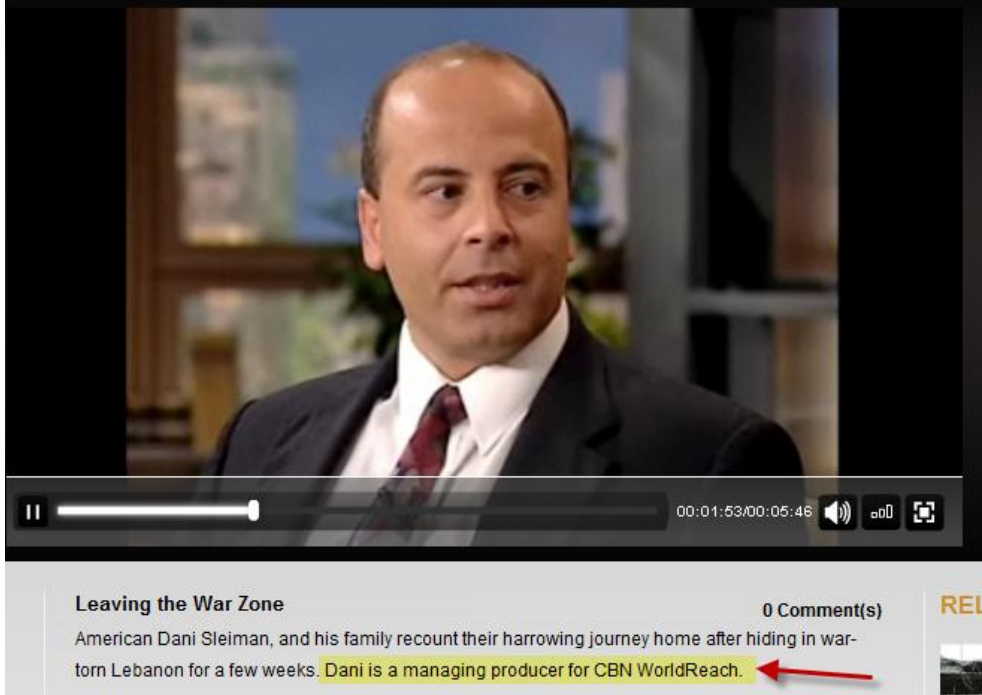 00:01:53/00:05:46
Leaving the War Zone
0 Comment(s)
REL
American Dani Sleiman, and his family recount their harrowing journey home after hiding in war-
torn Lebanon for a few weeks. Dani is a managing producer for CBN WorldReach.